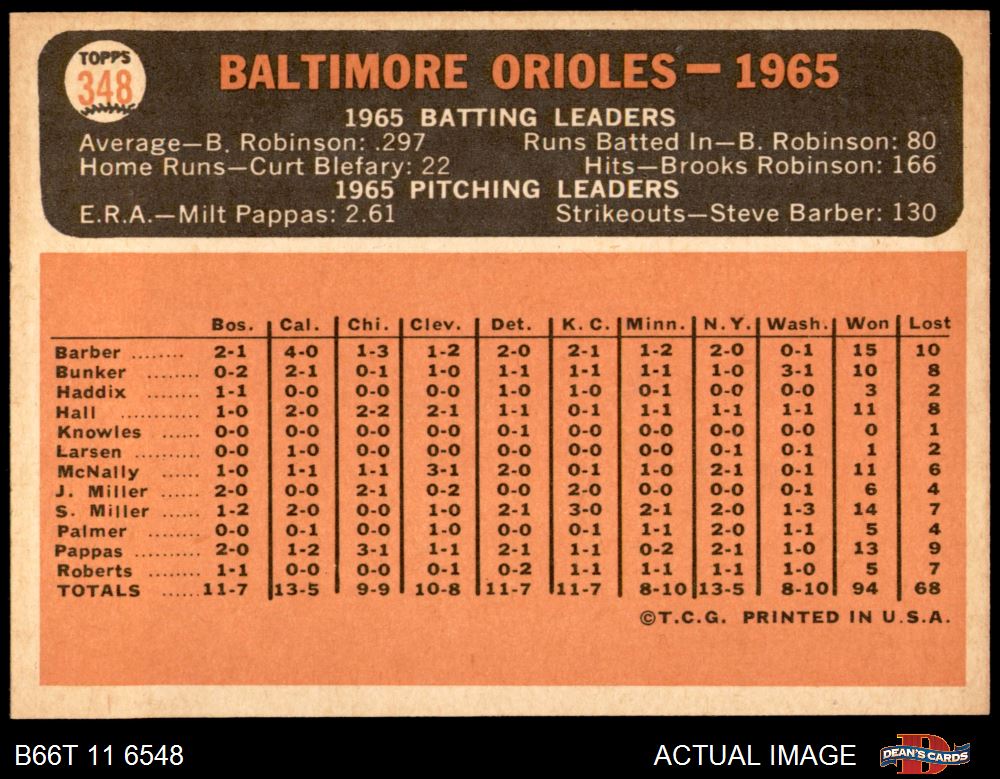 TOPPS
348
BALTIMORE ORIOLES — 1965
1965 BATTING LEADERS
Average—B. Robinson: .297 Runs Batted In—B. Robinson: 80
Home Runs—Curt Blefary: 22 Hits—Brooks Robinson: 166
1965 PITCHING LEADERS
E.R.A.—Milt Pappas: 2.61 Strikeouts—Steve Barber: 130
Bos. Cal. Chi. Clev. Det. K. C. Minn. N.Y. Wash. Won Lost
Barber ........ 2-1 4-0 1-3 1-2 2-0 2-1 1-2 2-0 0-1 15 10
Bunker ........ 0-2 2-1 0-1 1-0 1-1 1-1 1-1 1-0 3-1 10 8
Haddix ........ 1-1 0-0 0-0 0-0 1-0 1-0 0-1 0-0 0-0 3 2
Hall ............ 1-0 2-0 2-2 2-1 1-1 0-1 1-1 1-1 1-1 11 8
Knowles ...... 0-0 0-0 0-0 0-0 0-1 0-0 0-0 0-0 0-0 0 1
Larsen ........ 0-0 1-0 0-0 0-0 0-0 0-0 0-0 0-1 0-1 1 2
McNally ...... 1-0 1-1 1-1 3-1 2-0 0-1 1-0 2-1 0-1 11 6
J. Miller ...... 2-0 0-0 2-1 0-2 0-0 2-0 0-0 0-0 0-1 6 4
S. Miller ...... 1-2 2-0 0-0 1-0 2-1 3-0 2-1 2-0 1-3 14 7
Palmer ........ 0-0 0-1 0-0 1-0 0-0 0-1 1-1 2-0 1-1 5 4
Pappas .......... 2-0 1-2 3-1 1-1 2-1 1-1 0-2 2-1 1-0 13 9
Roberts ........ 1-1 0-0 0-0 0-1 0-2 1-1 1-1 1-1 1-0 5 7
TOTALS ......11-7 13-5 9-9 10-8 11-7 11-7 8-10 13-5 8-10 94 68
©T.C.G. PRINTED IN U.S.A.
B66T 11 6548 ACTUAL IMAGE DEAN'S CARDS